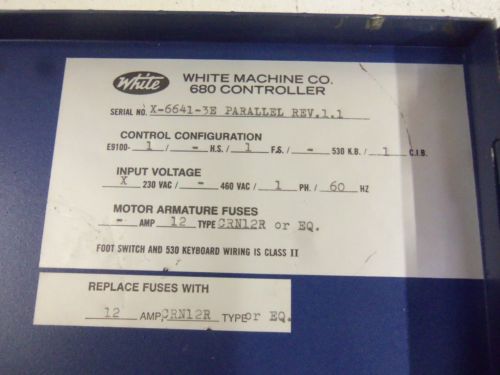 White
WHITE MACHINE CO.
680 CONTROLLER
SERIAL NO. X-6641-3E PARALLEL REV.1.1
CONTROL CONFIGURATION
E9100- 1 / - H.S./ 1 F.S./ - 530 K.B./ 1 C.I.B.
INPUT VOLTAGE
X 230 VAC / - 460 VAC / 1 PH./ 60 HZ
MOTOR ARMATURE FUSES
- AMP 12 TYPE CRN12R or EQ.
FOOT SWITCH AND 530 KEYBOARD WIRING IS CLASS II
REPLACE FUSES WITH
12 AMP, CRN12R TYPE or EQ.